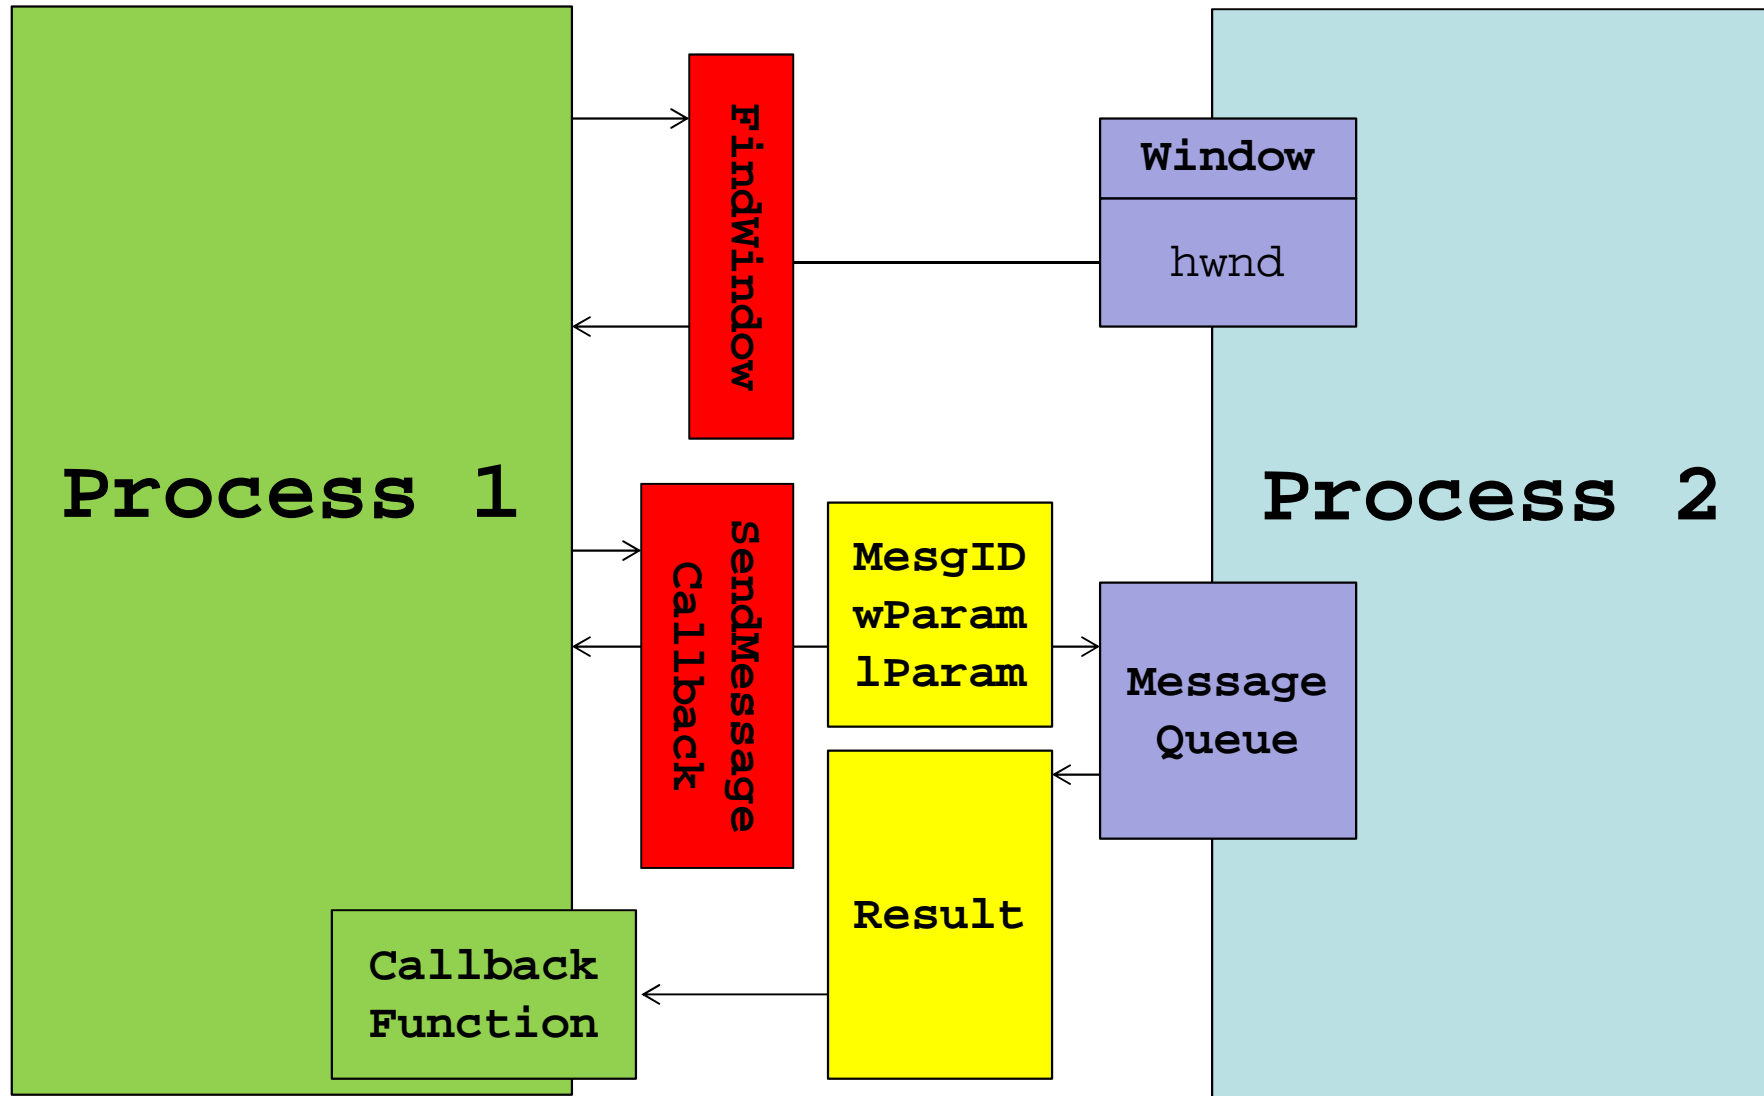 Process 1
FindWindow
Window
hwnd
Process 2
SendMessage
Callback
MesgID
wParam
lParam
Message
Queue
Result
Callback
Function